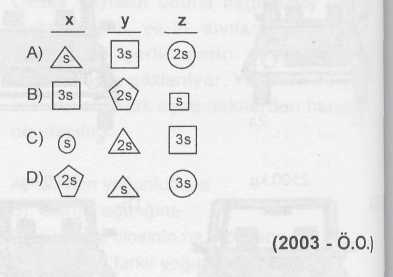 x y z
A) s 3s 2s
B) 3s 2s s
C) s 2s 3s
D) 2s s 3s
(2003 - Ö.O.)